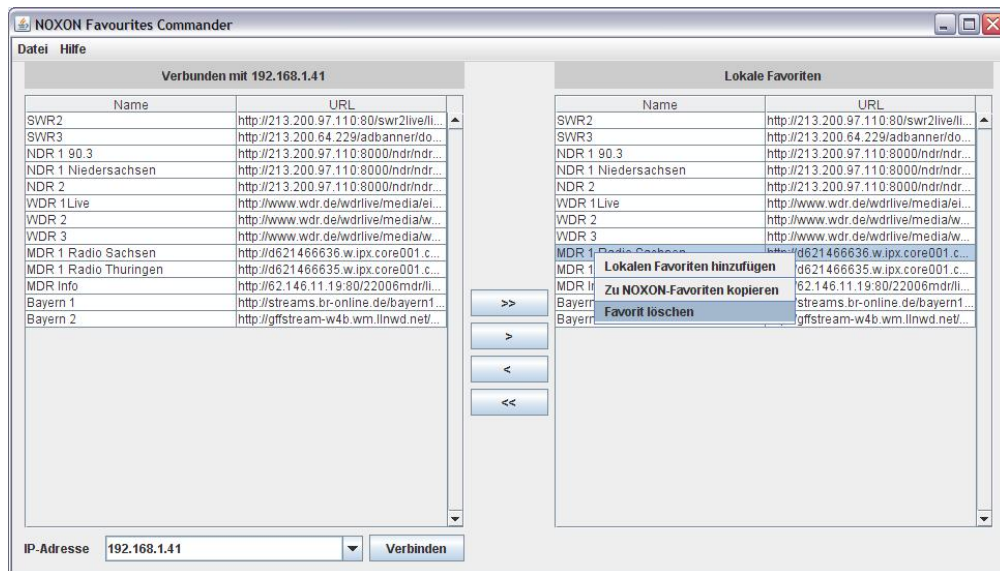 NOXON Favourites Commander
Datei Hilfe
Verbunden mit 192.168.1.41
Name URL
SWR2 http://213.200.97.110:80/swr2live/li...
SWR3 http://213.200.64.229/adbanner/do...
NDR 1 90.3 http://213.200.97.110:8000/ndr/ndr...
NDR 1 Niedersachsen http://213.200.97.110:8000/ndr/ndr...
NDR 2 http://213.200.97.110:8000/ndr/ndr...
WDR 1Live http://www.wdr.de/wdrlive/media/ei...
WDR 2 http://www.wdr.de/wdrlive/media/w...
WDR 3 http://www.wdr.de/wdrlive/media/w...
MDR 1 Radio Sachsen http://d621466636.w.ipx.core001.c...
MDR 1 Radio Thuringen http://d621466635.w.ipx.core001.c...
MDR Info http://62.146.11.19:80/22006mdr/li...
Bayern 1 http://streams.br-online.de/bayern1...
Bayern 2 http://gffstream-w4b.wm.llnwd.net/...
>>
>
<
<<
Lokale Favoriten
Name URL
SWR2 http://213.200.97.110:80/swr2live/li...
SWR3 http://213.200.64.229/adbanner/do...
NDR 1 90.3 http://213.200.97.110:8000/ndr/ndr...
NDR 1 Niedersachsen http://213.200.97.110:8000/ndr/ndr...
NDR 2 http://213.200.97.110:8000/ndr/ndr...
WDR 1Live http://www.wdr.de/wdrlive/media/ei...
WDR 2 http://www.wdr.de/wdrlive/media/w...
WDR 3 http://www.wdr.de/wdrlive/media/w...
MDR 1 Radio Sachsen http://d621466636.w.ipx.core001.c...
MDR 1 d621466635.w.ipx.core001.c...
MDR 62.146.11.19:80/22006mdr/li...
Bayern streams.br-online.de/bayern1...
Bayern gffstream-w4b.wm.llnwd.net/...
Lokalen Favoriten hinzufügen
Zu NOXON-Favoriten kopieren
Favorit löschen
IP-Adresse 192.168.1.41 Verbinden